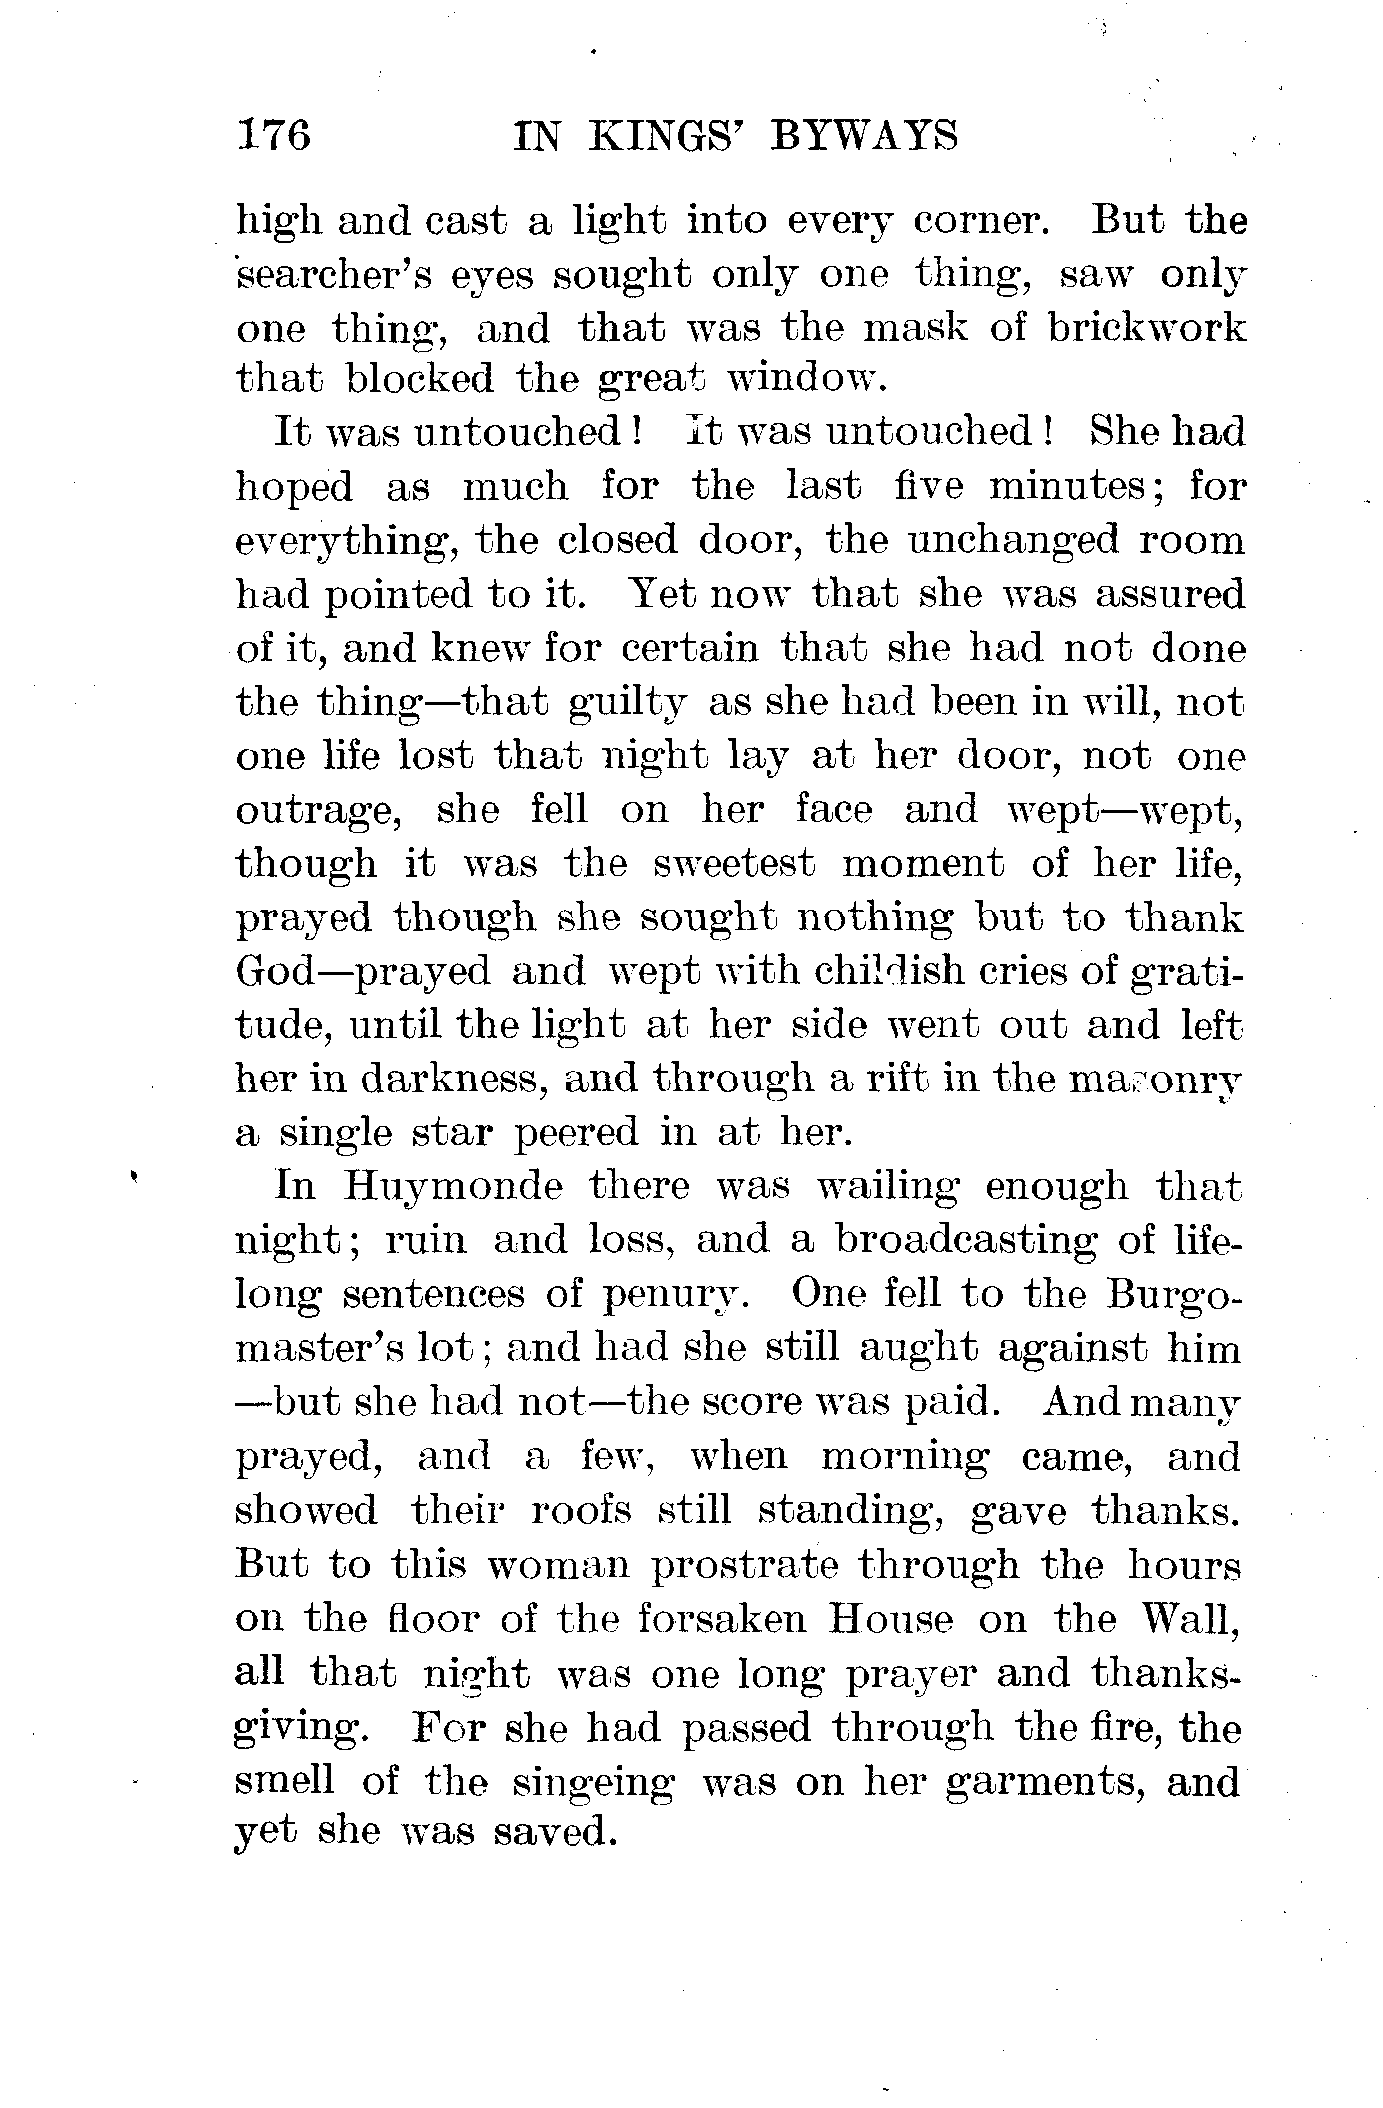 176 IN KINGS' BYWAYS
high and cast a light into every corner. But the
searcher's eyes sought only one thing, saw only
one thing, and that was the mask of brickwork
that blocked the great window.
It was untouched! It was untouched! She had
hoped as much for the last five minutes; for
everything, the closed door, the unchanged room
had pointed to it. Yet now that she was assured
of it, and knew for certain that she had not done
the thing—that guilty as she had been in will, not
one life lost that night lay at her door, not one
outrage, she fell on her face and wept—wept,
though it was the sweetest moment of her life,
prayed though she sought nothing but to thank
God—prayed and wept with childish cries of grati-
tude, until the light at her side went out and left
her in darkness, and through a rift in the masonry
a single star peered in at her.
In Huymonde there was wailing enough that
night; ruin and loss, and a broadcasting of life-
long sentences of penury. One fell to the Burgo-
master's lot; and had she still aught against him
—but she had not—the score was paid. And many
prayed, and a few, when morning came, and
showed their roofs still standing, gave thanks.
But to this woman prostrate through the hours
on the floor of the forsaken House on the Wall,
all that night was one long prayer and thanks-
giving. For she had passed through the fire, the
smell of the singeing was on her garments, and
yet she was saved.